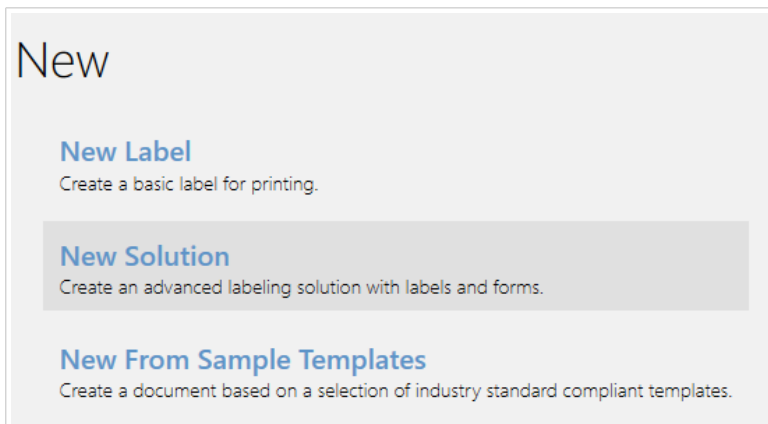 New
New Label
Create a basic label for printing.
New Solution
Create an advanced labeling solution with labels and forms.
New From Sample Templates
Create a document based on a selection of industry standard compliant templates.